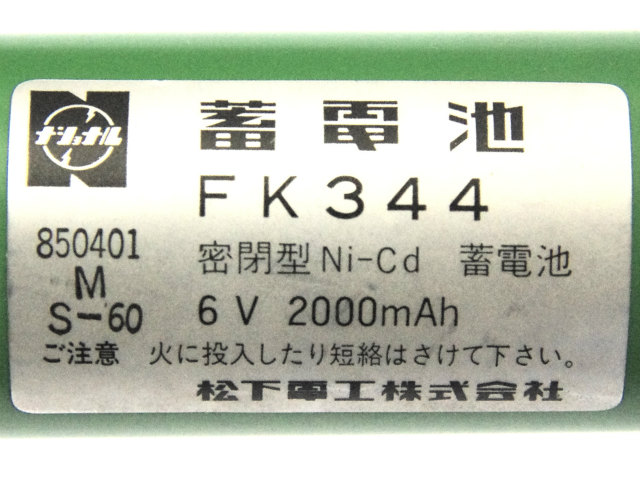 ナショナル
蓄電池
FK344
850401
M
S-60
密閉型Ni-Cd 蓄電池
6V 2000mAh
ご注意 火に投入したり短絡はさけて下さい。
松下電工株式会社